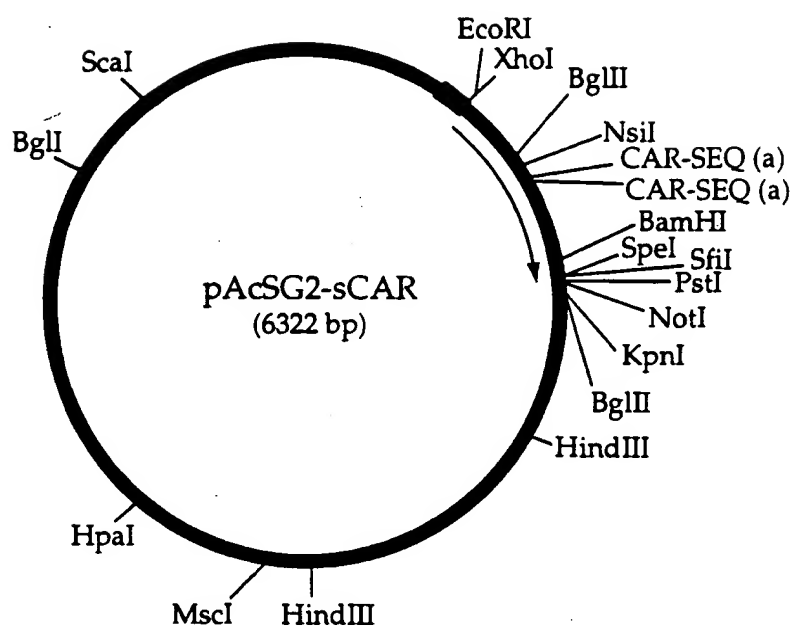 EcoRI
XhoI
ScaI
BglIII
BglI
NsiI
CAR-SEQ (a)
CAR-SEQ (a)
BamHI
SpeI
SfiI
PstI
pAcSG2-sCAR
(6322 bp)
NotI
KpnI
BglII
HindIII
HpaI
MscI
HindIII